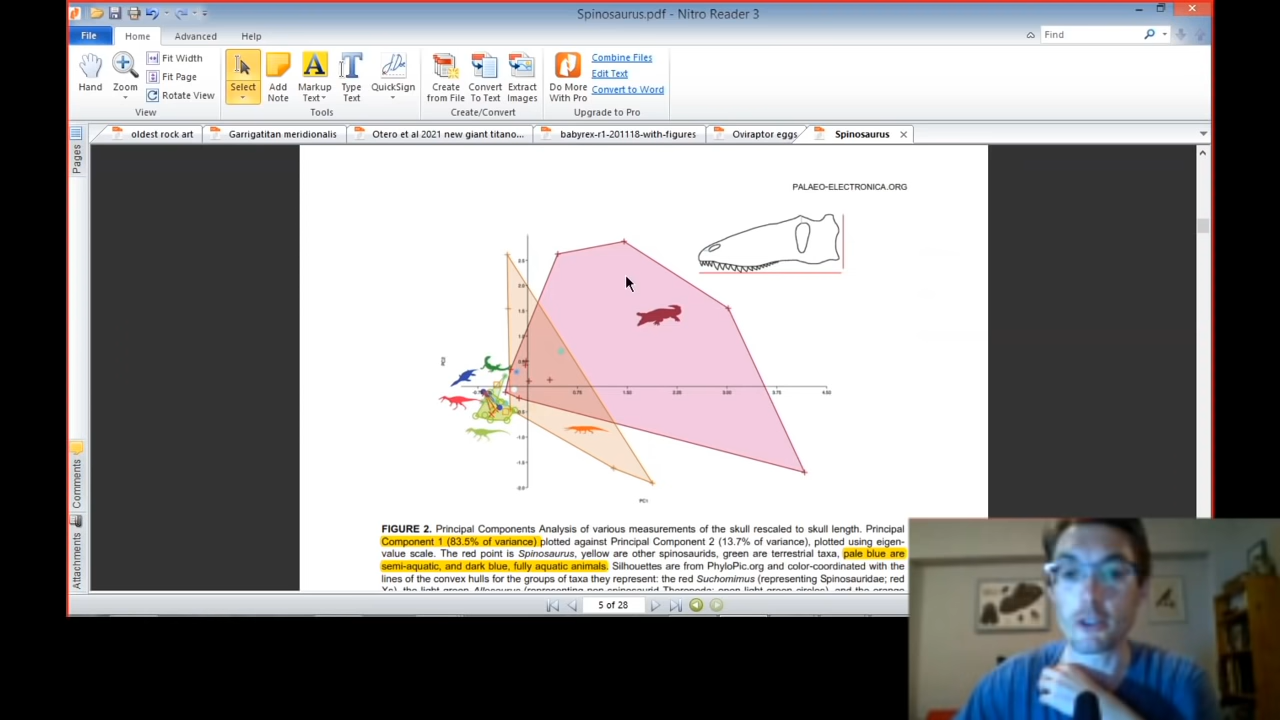 Spinosaurus.pdf - Nitro Reader 3
File Home Advanced Help
Find
Hand
Zoom
Fit Width
Fit Page
Rotate View
View
Select
Add Note
Markup Text
Type Text
QuickSign
Tools
Create from File
Convert To Text
Extract Images
Create/Convert
Do More With Pro
Combine Files
Edit Text
Convert to Word
Upgrade to Pro
oldest rock art Garrigatitan meridionalis Otero et al 2021 new giant titano... babyrex-r1-201118-with-figures Oviraptor eggs Spinosaurus
Pages
Comments
Attachments
PALAEO-ELECTRONICA.ORG
PC2
PC1
FIGURE 2. Principal Components Analysis of various measurements of the skull rescaled to skull length. Principal
Component 1 (83.5% of variance) plotted against Principal Component 2 (13.7% of variance), plotted using eigen-
value scale. The red point is Spinosaurus, yellow are other spinosaurids, green are terrestrial taxa, pale blue are
semi-aquatic, and dark blue, fully aquatic animals. Silhouettes are from PhyloPic.org and color-coordinated with the
lines of the convex hulls for the groups of taxa they represent: the red Suchomimus (representing Spinosauridae; red
5 of 28